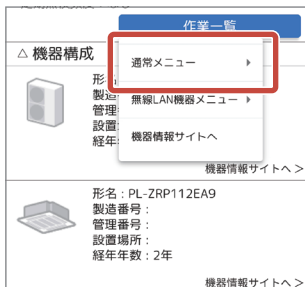 作業一覧
△ 機器構成
通常メニュー
無線LAN機器メニュー
機器情報サイトへ
形
製造
管理
設置
経年
機器情報サイトへ >
形名 : PL-ZRP112EA9
製造番号 :
管理番号 :
設置場所 :
経年年数 : 2年
機器情報サイトへ >